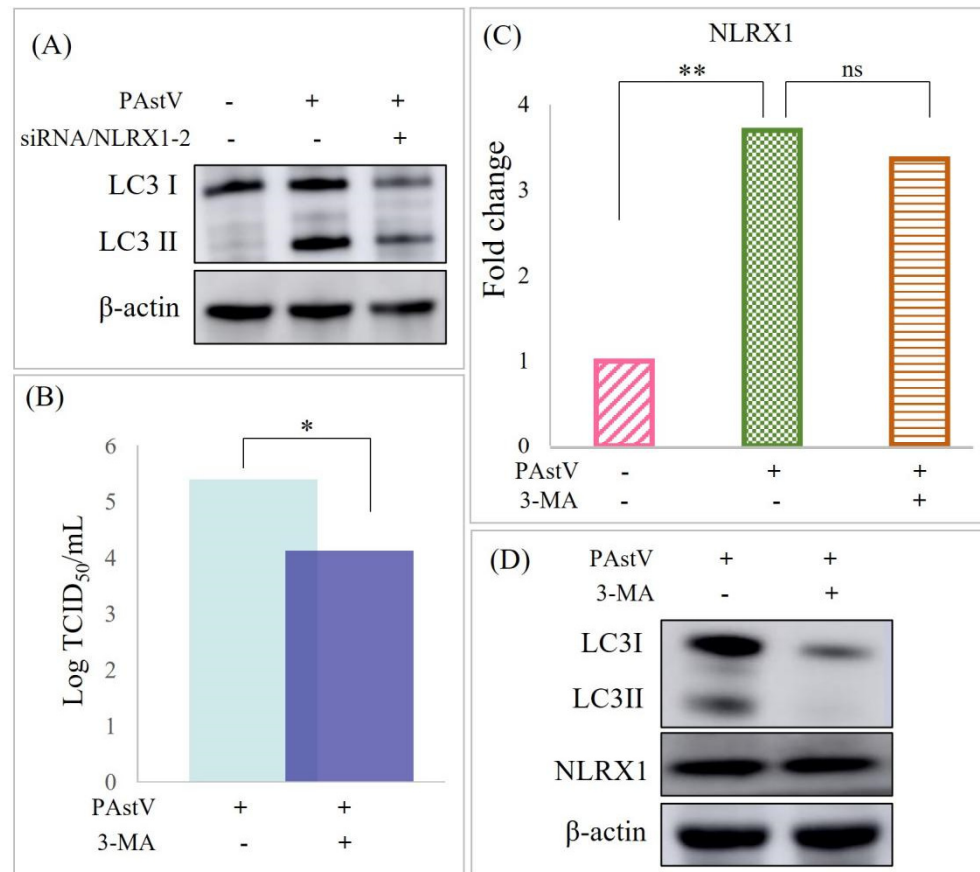 (A)
PAstV - + +
siRNA/NLRX1-2 - - +
LC3 I
LC3 II
β-actin
(B)
*
Log TCID₅₀/mL
6
5
4
3
2
1
0
PAstV + +
3-MA - +
(C)
NLRX1
** ns
Fold change
4
3
2
1
0
PAstV - + +
3-MA - - +
(D)
PAstV + +
3-MA - +
LC3I
LC3II
NLRX1
β-actin